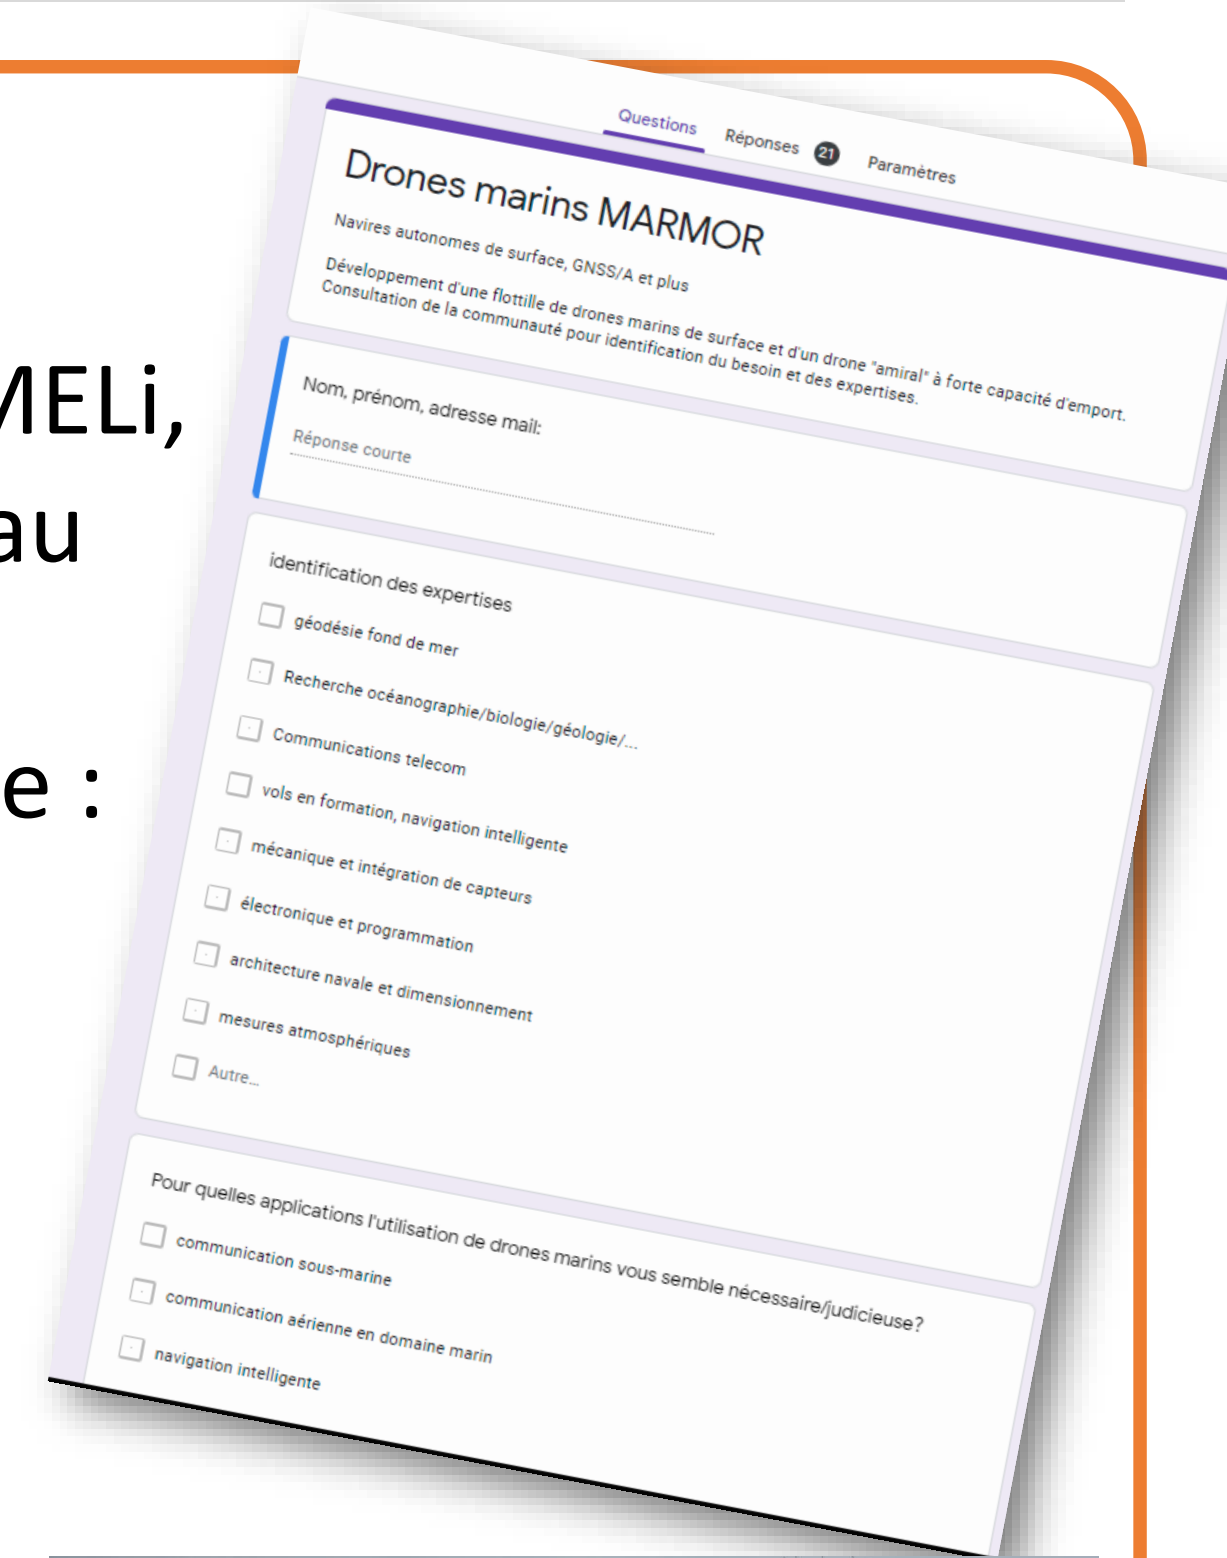 MELi,
au
e :
Questions
Réponses 21
Paramètres
Drones marins MARMOR
Navires autonomes de surface, GNSS/A et plus
Développement d'une flottille de drones marins de surface et d'un drone "amiral" à forte capacité d'emport.
Consultation de la communauté pour identification du besoin et des expertises.
Nom, prénom, adresse mail:
Réponse courte
identification des expertises
géodésie fond de mer
Recherche océanographie/biologie/géologie/...
Communications telecom
vols en formation, navigation intelligente
mécanique et intégration de capteurs
électronique et programmation
architecture navale et dimensionnement
mesures atmosphériques
Autre...
Pour quelles applications l'utilisation de drones marins vous semble nécessaire/judicieuse?
communication sous-marine
communication aérienne en domaine marin
navigation intelligente